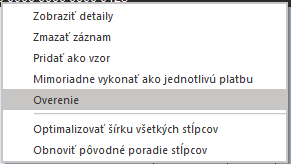 Zobraziť detaily
Zmazať záznam
Pridať ako vzor
Mimoriadne vykonať ako jednotlivú platbu
Overenie
Optimalizovať šírku všetkých stĺpcov
Obnoviť pôvodné poradie stĺpcov